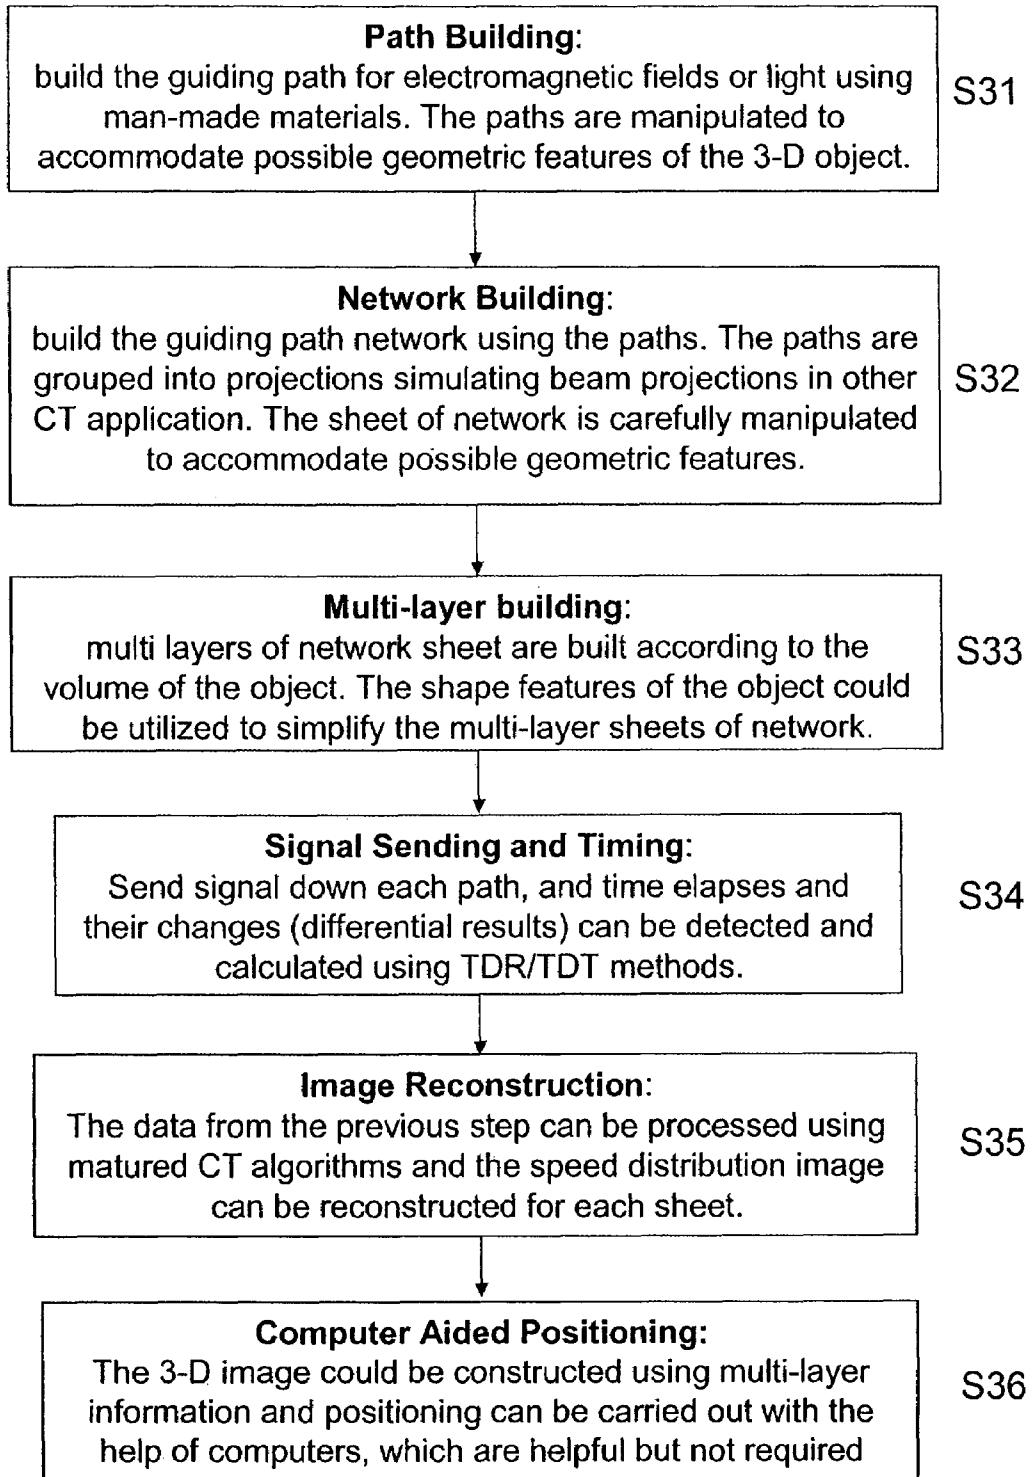 Path Building:
build the guiding path for electromagnetic fields or light using
man-made materials. The paths are manipulated to
accommodate possible geometric features of the 3-D object.
S31
Network Building:
build the guiding path network using the paths. The paths are
grouped into projections simulating beam projections in other
CT application. The sheet of network is carefully manipulated
to accommodate possible geometric features.
S32
Multi-layer building:
multi layers of network sheet are built according to the
volume of the object. The shape features of the object could
be utilized to simplify the multi-layer sheets of network.
S33
Signal Sending and Timing:
Send signal down each path, and time elapses and
their changes (differential results) can be detected and
calculated using TDR/TDT methods.
S34
Image Reconstruction:
The data from the previous step can be processed using
matured CT algorithms and the speed distribution image
can be reconstructed for each sheet.
S35
Computer Aided Positioning:
The 3-D image could be constructed using multi-layer
information and positioning can be carried out with the
help of computers, which are helpful but not required
S36